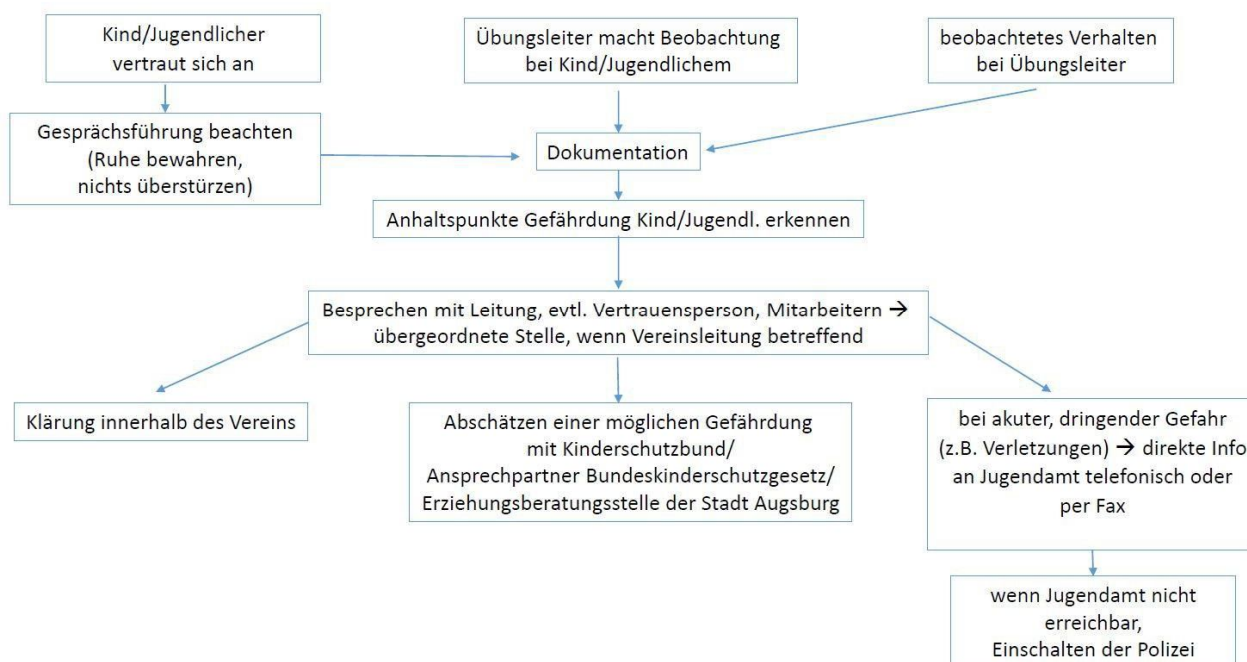 Kind/Jugendlicher
vertraut sich an
Übungsleiter macht Beobachtung
bei Kind/Jugendlichem
beobachtetes Verhalten
bei Übungsleiter
Gesprächsführung beachten
(Ruhe bewahren,
nichts überstürzen)
Dokumentation
Anhaltspunkte Gefährdung Kind/Jugendl. erkennen
Besprechen mit Leitung, evtl. Vertrauensperson, Mitarbeitern →
übergeordnete Stelle, wenn Vereinsleitung betreffend
Klärung innerhalb des Vereins
Abschätzen einer möglichen Gefährdung
mit Kinderschutzbund/
Ansprechpartner Bundeskinderschutzgesetz/
Erziehungsberatungsstelle der Stadt Augsburg
bei akuter, dringender Gefahr
(z.B. Verletzungen) → direkte Info
an Jugendamt telefonisch oder
per Fax
wenn Jugendamt nicht
erreichbar,
Einschalten der Polizei